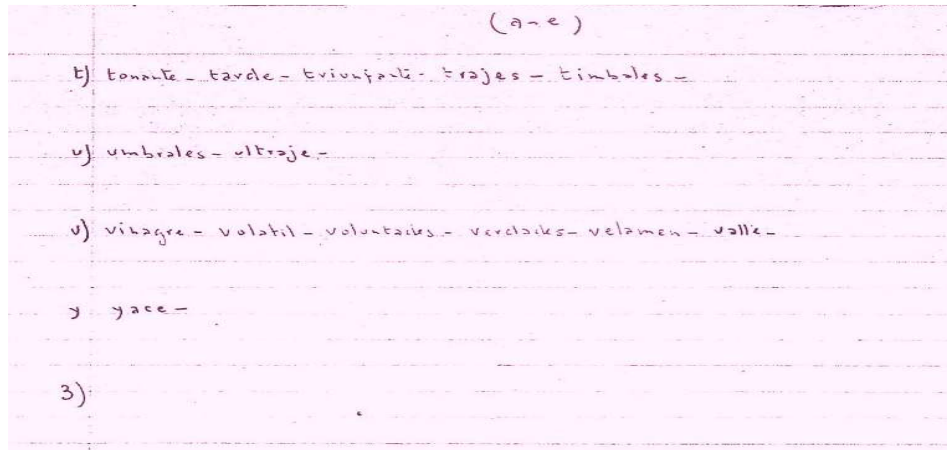 (a-e)
t) tonante - tarde - triunfante - trajes - timbales -
u) umbrales - ultraje -
v) vinagre - volatil - voluntades - verdades - velamen - valle -
y yace -
3)